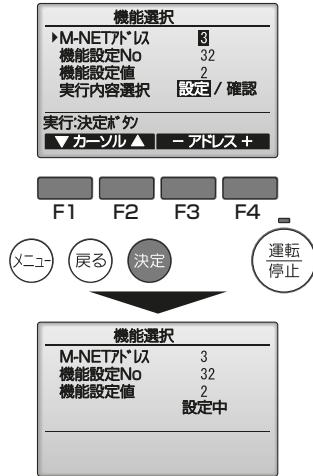 機能選択
▶M-NETアドレス 3
機能設定No 32
機能設定値 2
実行内容選択 設定 / 確認
実行:決定ボタン
▼ カーソル ▲ － アドレス ＋
F1 F2 F3 F4
メニュー 戻る 決定 運転
停止
機能選択
M-NETアドレス 3
機能設定No 32
機能設定値 2
設定中